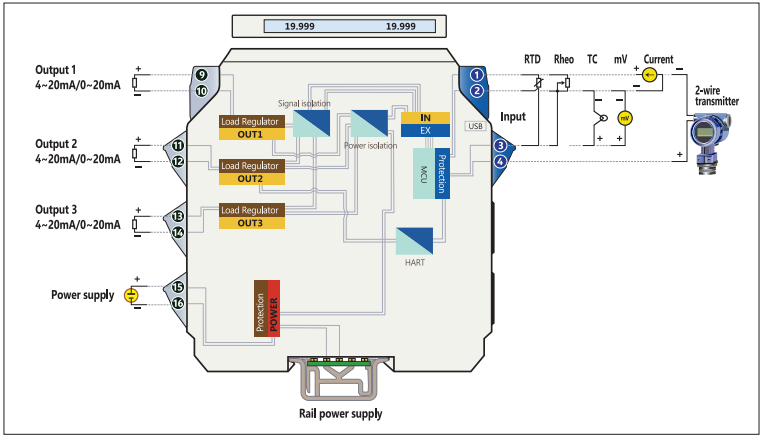 19.999 19.999
Output 1
4~20mA/0~20mA
+
−
9
10
Output 2
4~20mA/0~20mA
+
−
11
12
Output 3
4~20mA/0~20mA
+
−
13
14
Power supply
+
−
15
16
Signal isolation
Load Regulator
OUT1
Load Regulator
OUT2
Load Regulator
OUT3
Power isolation
IN
EX
USB
MCU
Protection
HART
Protection
POWER
Rail power supply
1
2
Input
3
4
RTD Rheo TC mV Current
+
−
−
2-wire
transmitter
− −
mV
+ +
+